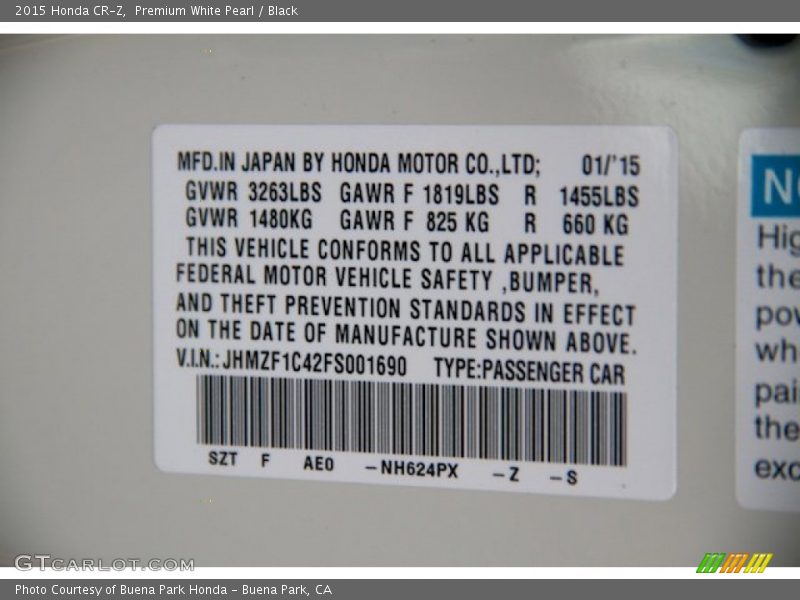 2015 Honda CR-Z, Premium White Pearl / Black
MFD.IN JAPAN BY HONDA MOTOR CO.,LTD; 01/'15
GVWR 3263LBS GAWR F 1819LBS R 1455LBS
GVWR 1480KG GAWR F 825 KG R 660 KG
THIS VEHICLE CONFORMS TO ALL APPLICABLE
FEDERAL MOTOR VEHICLE SAFETY ,BUMPER,
AND THEFT PREVENTION STANDARDS IN EFFECT
ON THE DATE OF MANUFACTURE SHOWN ABOVE.
V.I.N.: JHMZF1C42FS001690 TYPE:PASSENGER CAR
SZT F AE0 –NH624PX –Z –S
the
the
GTCARLOT.COM
Photo Courtesy of Buena Park Honda - Buena Park, CA